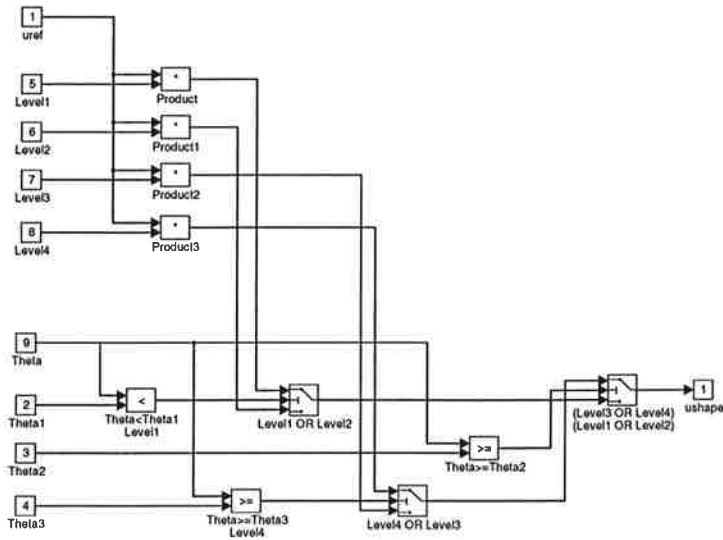 1
uref
5
Level1
*
Product
6
Level2
*
Product1
7
Level3
*
Product2
8
Level4
*
Product3
9
Theta
2
Theta1
<
Theta<Theta1
Level1
Level1 OR Level2
(Level3 OR Level4)
(Level1 OR Level2)
1
ushape
3
Theta2
>=
Theta>=Theta2
4
Theta3
>=
Theta>=Theta3
Level4
Level4 OR Level3